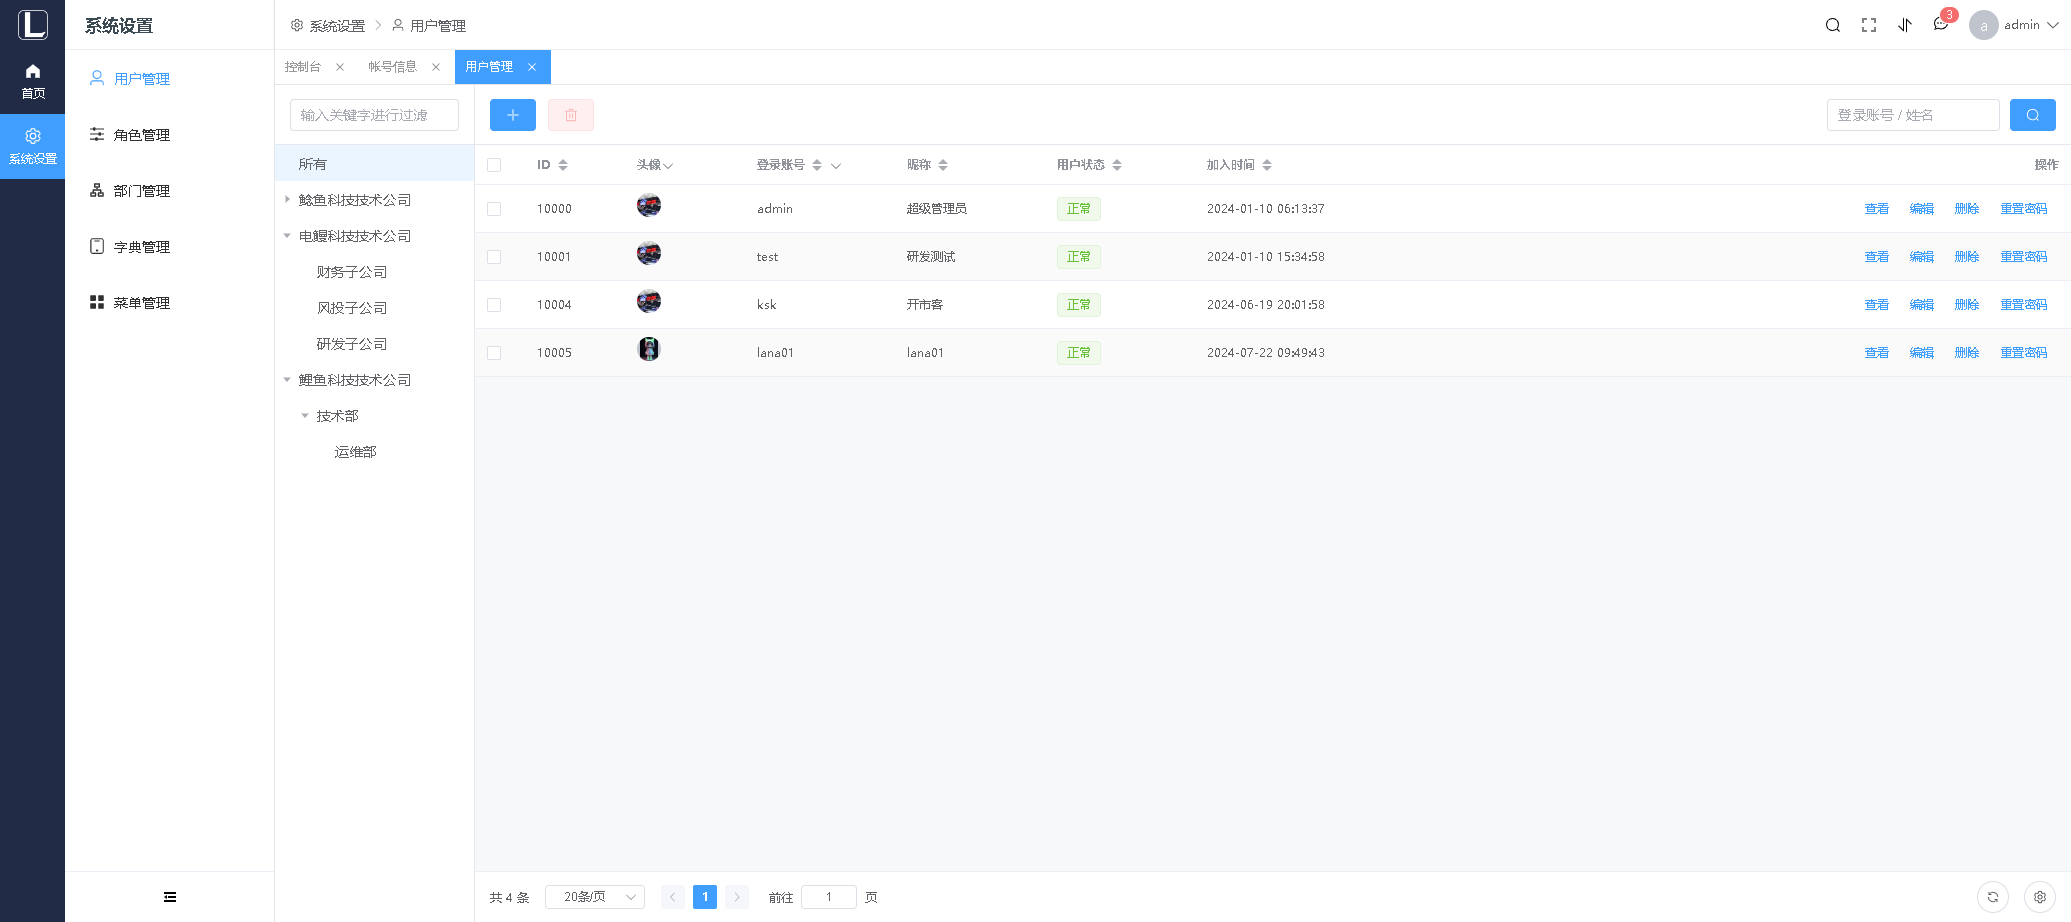 L
首页
系统设置
系统设置
用户管理
角色管理
部门管理
字典管理
菜单管理
系统设置 > 用户管理
3
a admin
控制台
帐号信息
用户管理
输入关键字进行过滤
所有
鲶鱼科技技术公司
电鳗科技技术公司
财务子公司
风投子公司
研发子公司
鲤鱼科技技术公司
技术部
运维部
登录账号 / 姓名
ID 头像 登录账号 昵称 用户状态 加入时间 操作
10000 admin 超级管理员 正常 2024-01-10 06:13:37 查看 编辑 删除 重置密码
10001 test 研发测试 正常 2024-01-10 15:34:58 查看 编辑 删除 重置密码
10004 ksk 开市客 正常 2024-06-19 20:01:58 查看 编辑 删除 重置密码
10005 lana01 lana01 正常 2024-07-22 09:49:43 查看 编辑 删除 重置密码
共 4 条 20条/页 1 前往 1 页